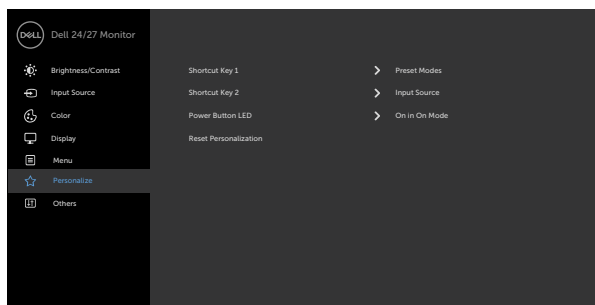 DELL Dell 24/27 Monitor
Brightness/Contrast Shortcut Key 1 Preset Modes
Input Source Shortcut Key 2 Input Source
Color Power Button LED On in On Mode
Display Reset Personalization
Menu
Personalize
Others